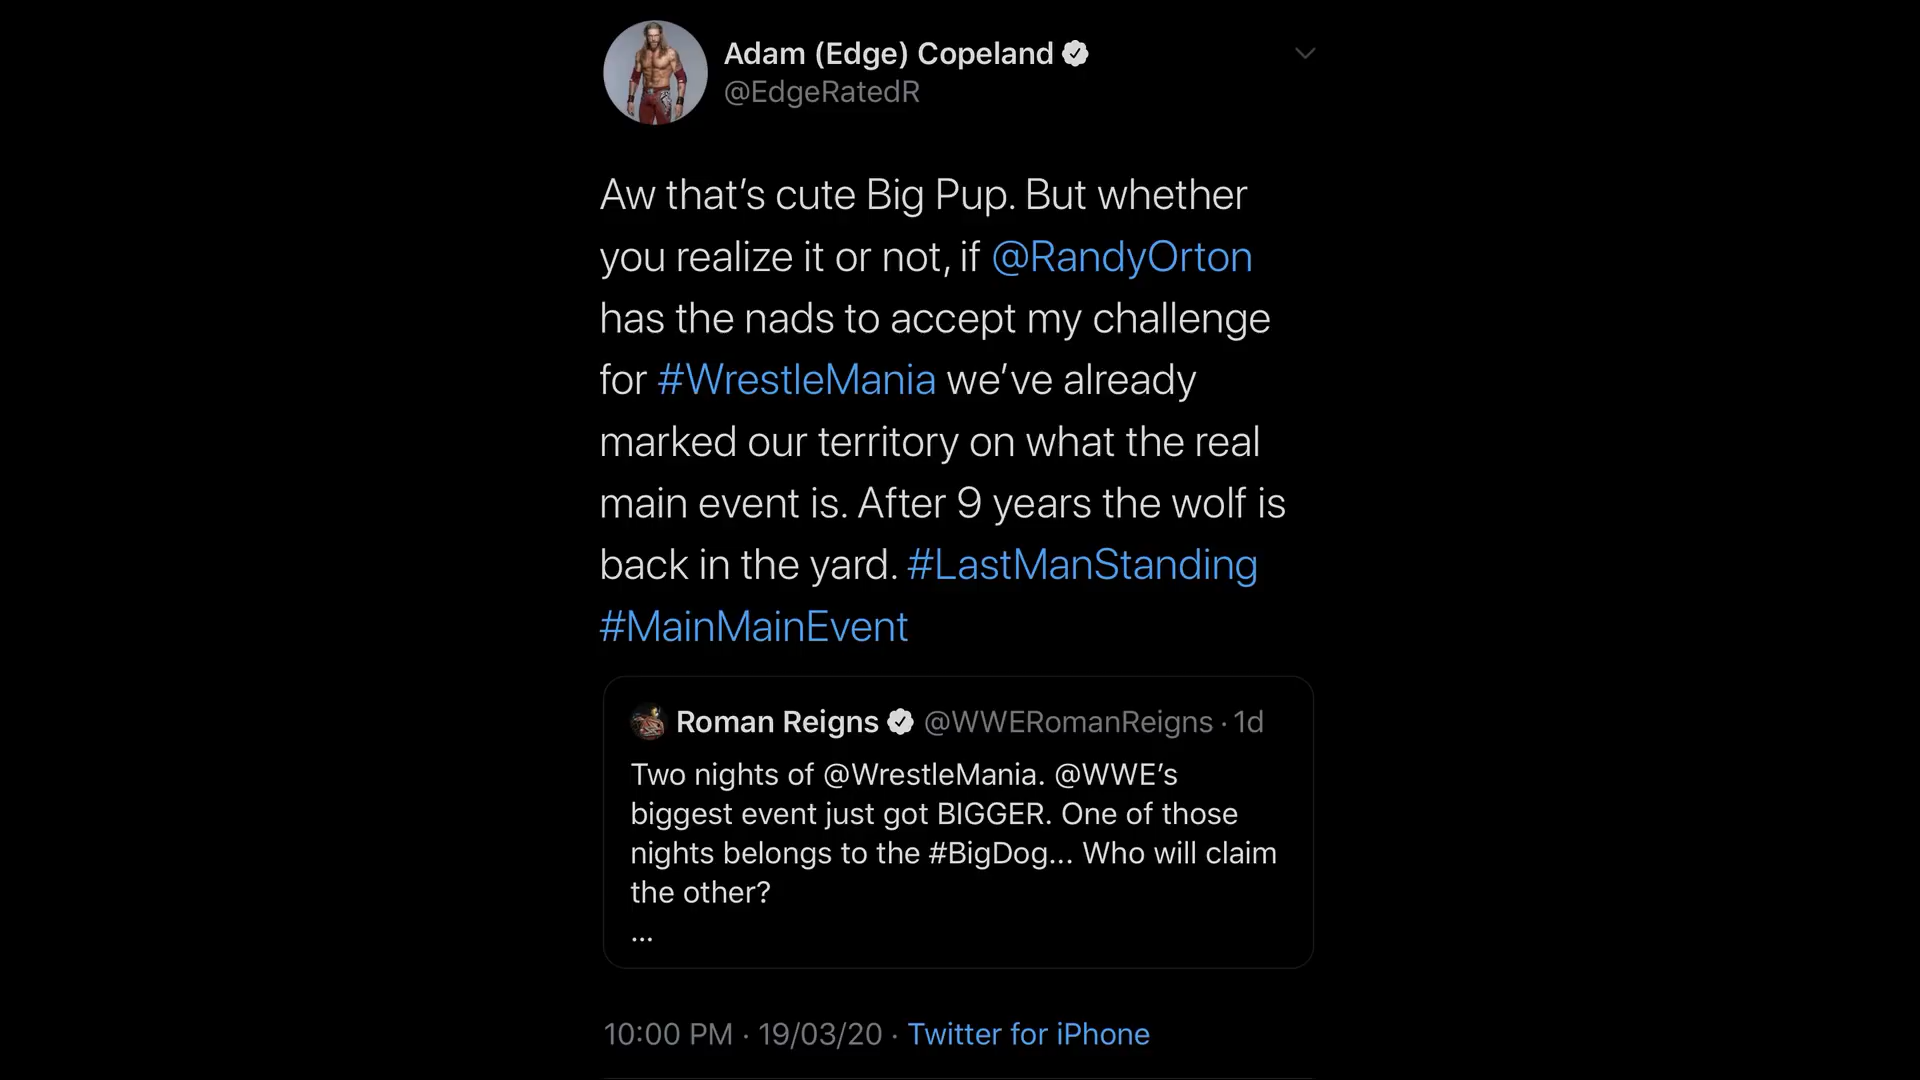 Adam (Edge) Copeland
@EdgeRatedR
Aw that’s cute Big Pup. But whether
you realize it or not, if @RandyOrton
has the nads to accept my challenge
for #WrestleMania we’ve already
marked our territory on what the real
main event is. After 9 years the wolf is
back in the yard. #LastManStanding
#MainMainEvent
Roman Reigns @WWERomanReigns · 1d
Two nights of @WrestleMania. @WWE’s
biggest event just got BIGGER. One of those
nights belongs to the #BigDog... Who will claim
the other?
...
10:00 PM · 19/03/20 · Twitter for iPhone